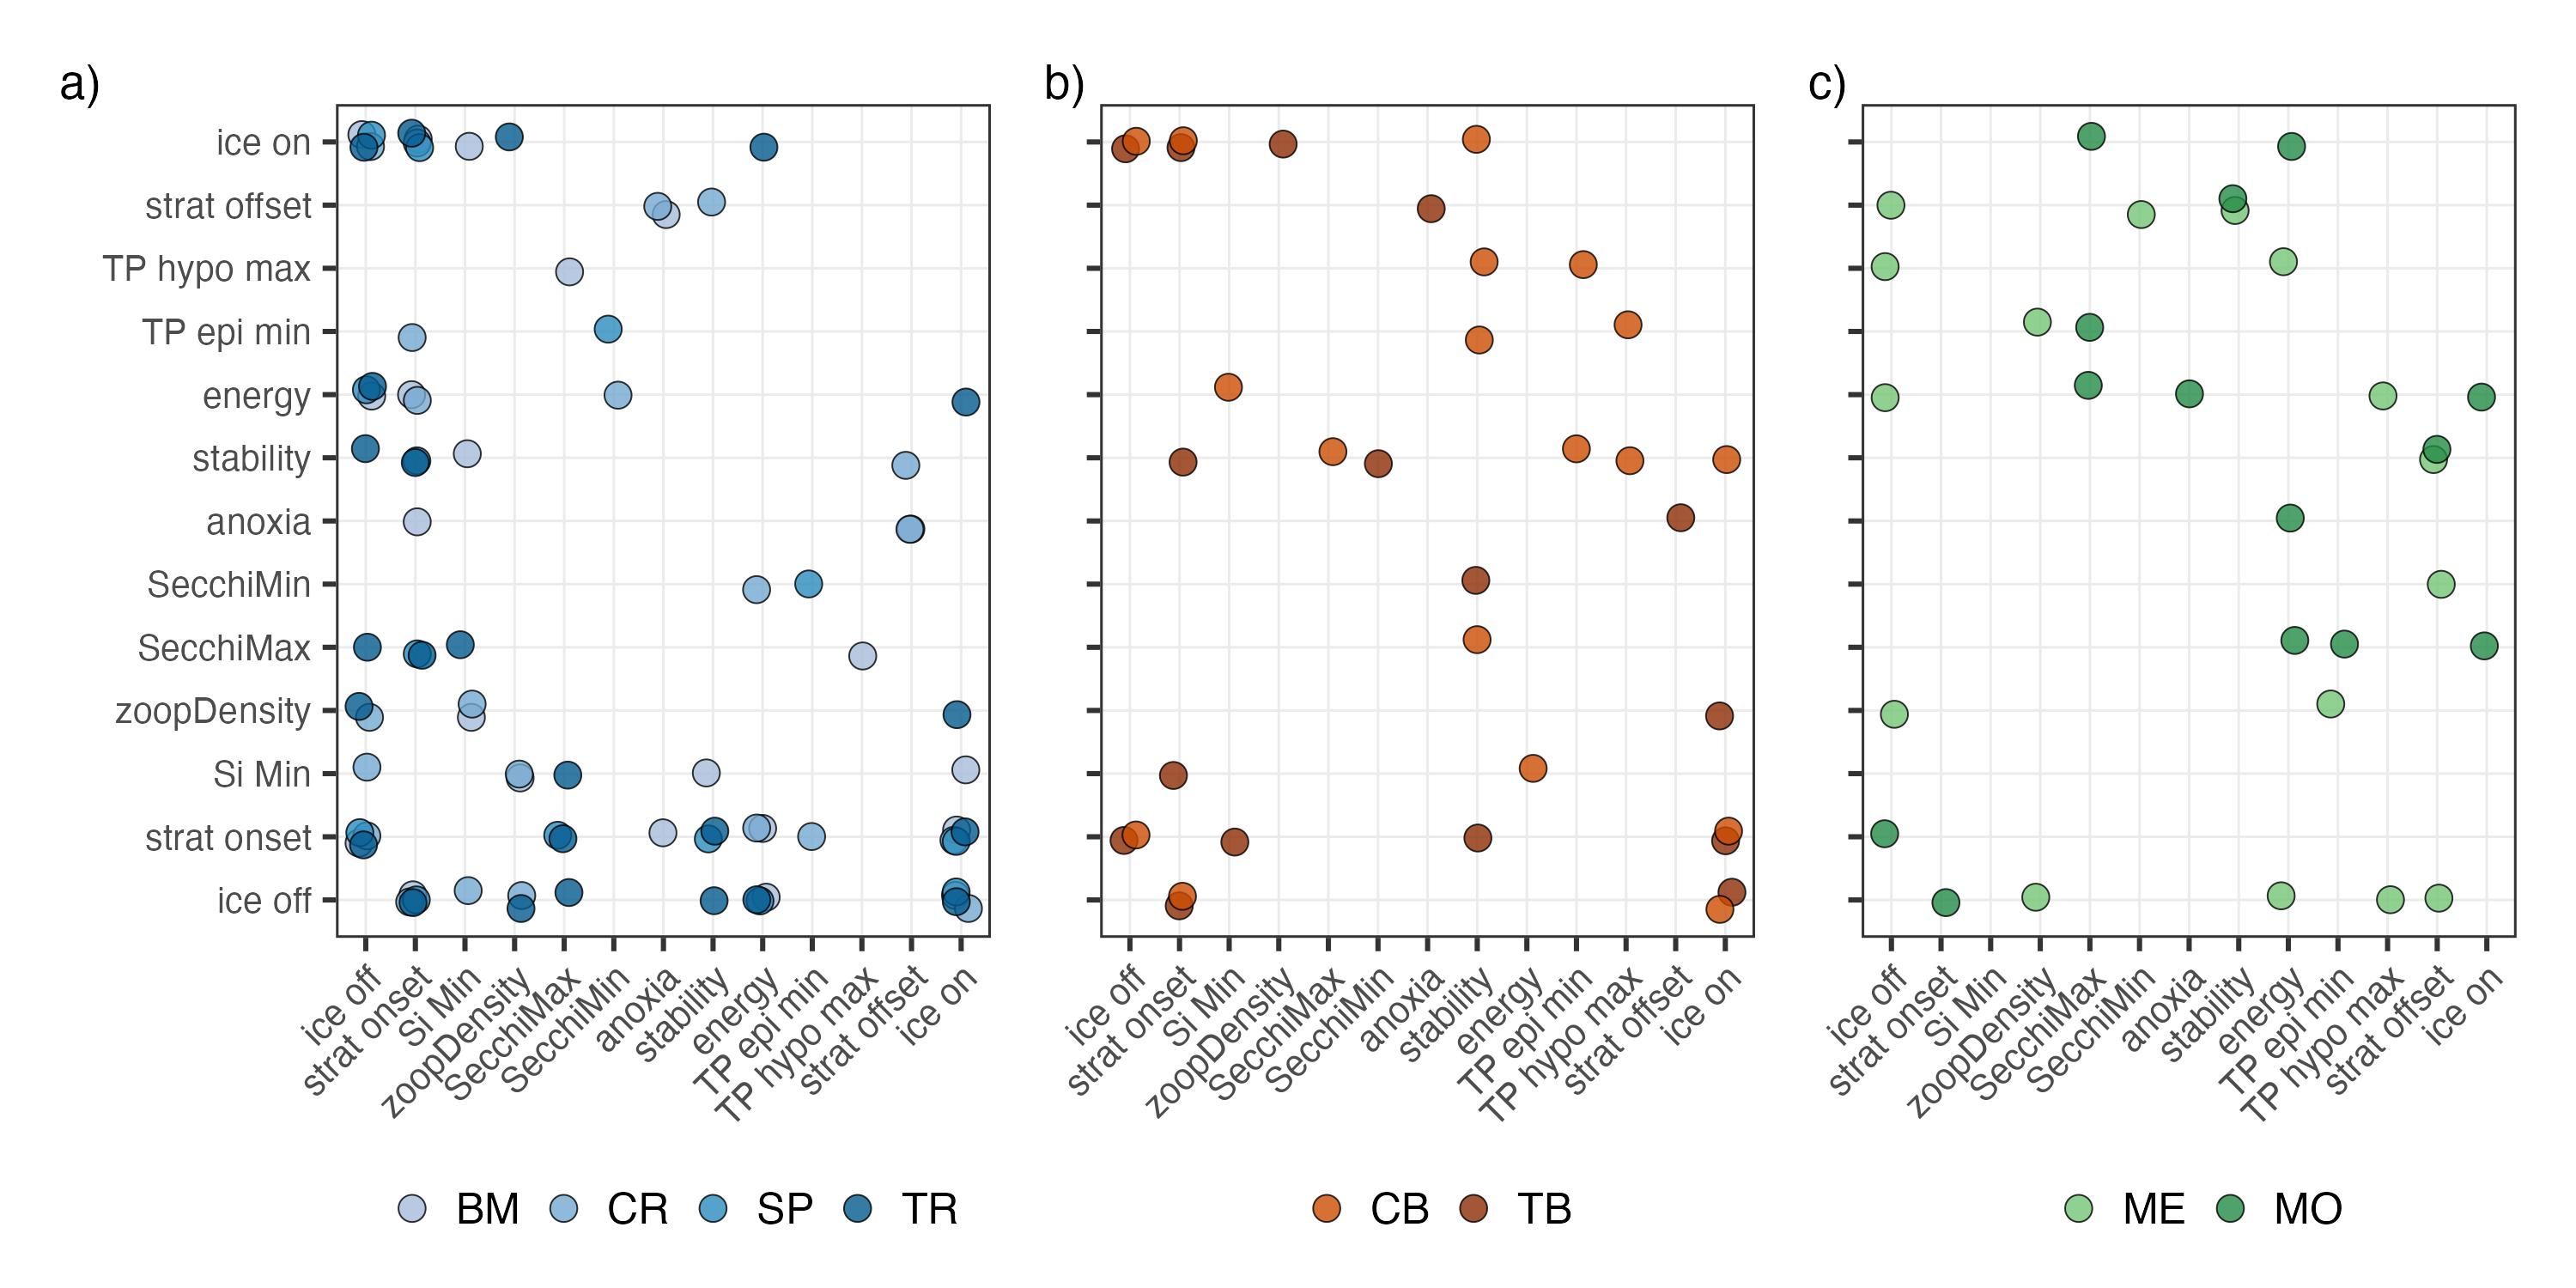 a)
b)
c)
ice on
strat offset
TP hypo max
TP epi min
energy
stability
anoxia
SecchiMin
SecchiMax
zoopDensity
Si Min
strat onset
ice off
ice off
strat onset
Si Min
zoopDensity
SecchiMax
SecchiMin
anoxia
stability
energy
TP epi min
TP hypo max
strat offset
ice on
ice off
strat onset
Si Min
zoopDensity
SecchiMax
SecchiMin
anoxia
stability
energy
TP epi min
TP hypo max
strat offset
ice on
ice off
strat onset
Si Min
zoopDensity
SecchiMax
SecchiMin
anoxia
stability
energy
TP epi min
TP hypo max
strat offset
ice on
BM CR SP TR
CB TB
ME MO